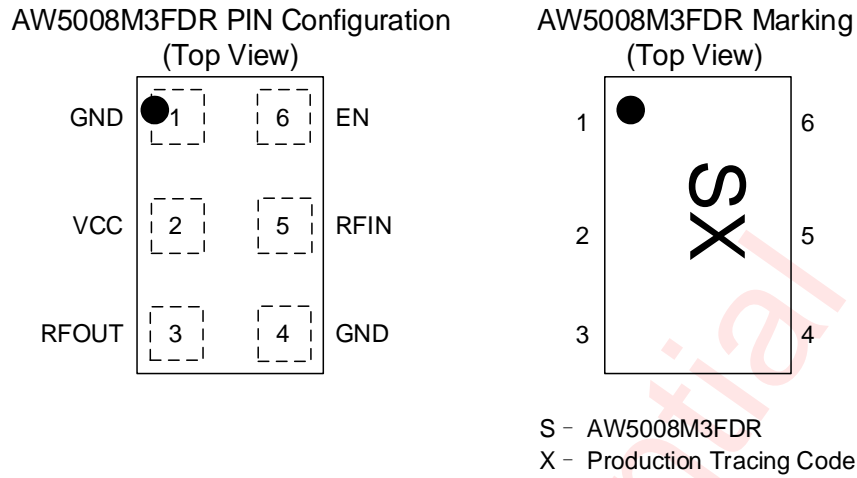 AW5008M3FDR PIN Configuration
(Top View)
GND 1 6 EN
VCC 2 5 RFIN
RFOUT 3 4 GND
AW5008M3FDR Marking
(Top View)
1 6
2 5
3 4
SX
S - AW5008M3FDR
X - Production Tracing Code